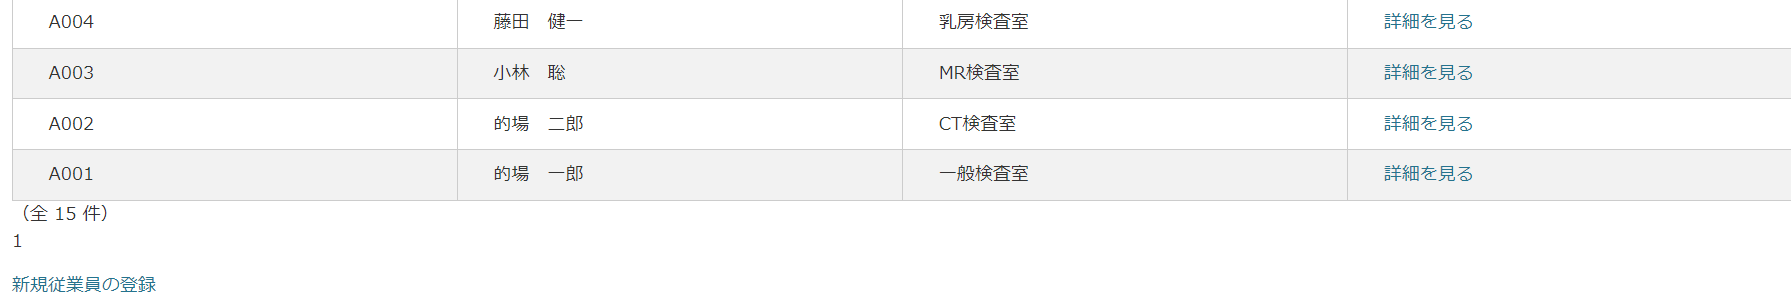 A004 藤田　健一 乳房検査室 詳細を見る
A003 小林　聡 MR検査室 詳細を見る
A002 的場　二郎 CT検査室 詳細を見る
A001 的場　一郎 一般検査室 詳細を見る
（全 15 件）
1
新規従業員の登録